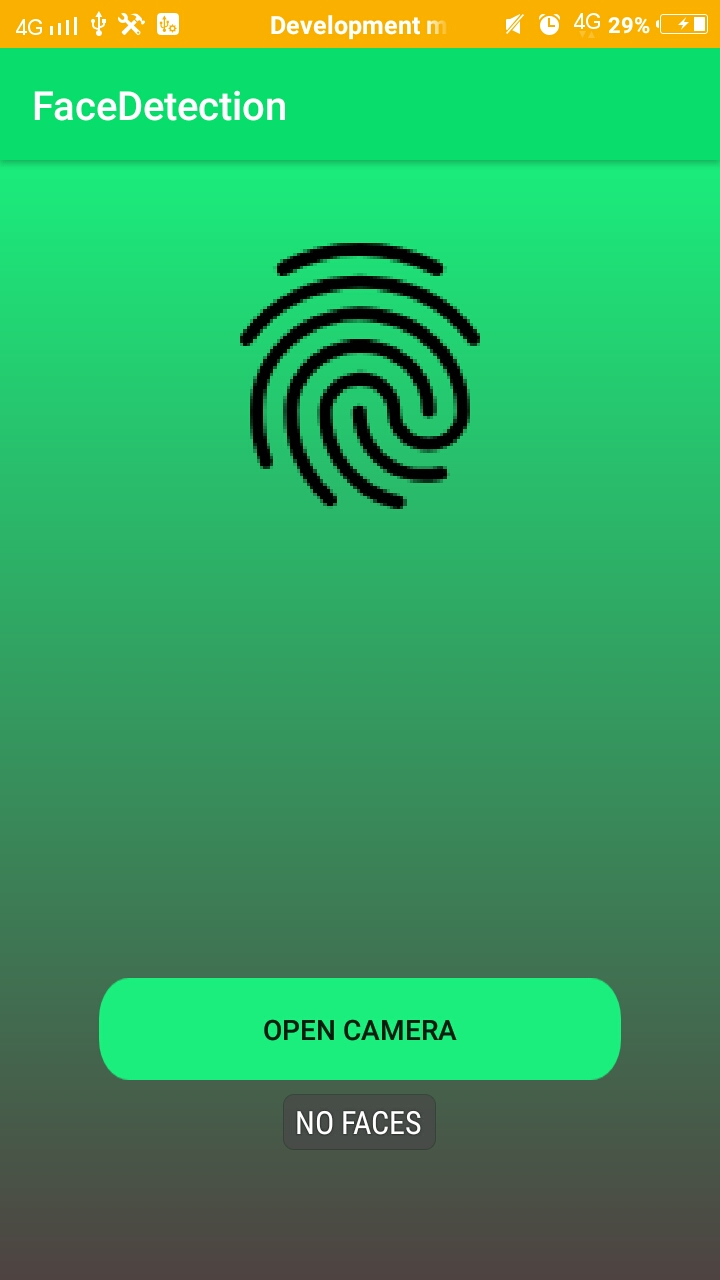 4G Development m 4G 29%
FaceDetection
OPEN CAMERA
NO FACES